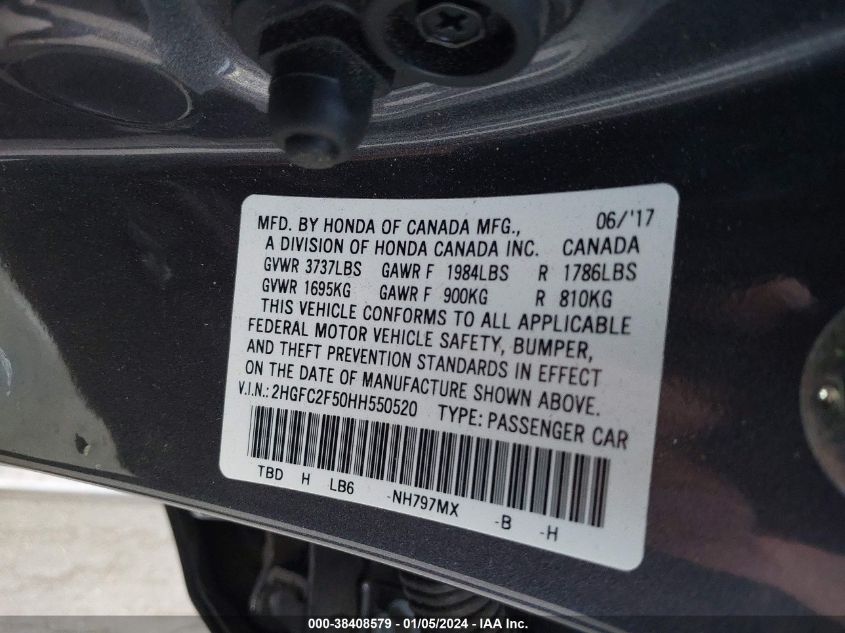 MFD. BY HONDA OF CANADA MFG., 06/'17
A DIVISION OF HONDA CANADA INC. CANADA
GVWR 3737LBS GAWR F 1984LBS R 1786LBS
GVWR 1695KG GAWR F 900KG R 810KG
THIS VEHICLE CONFORMS TO ALL APPLICABLE
FEDERAL MOTOR VEHICLE SAFETY, BUMPER,
AND THEFT PREVENTION STANDARDS IN EFFECT
ON THE DATE OF MANUFACTURE SHOWN ABOVE.
V.I.N.: 2HGFC2F50HH550520 TYPE: PASSENGER CAR
TBD H LB6 -NH797MX -B -H
000-38408579 - 01/05/2024 - IAA Inc.